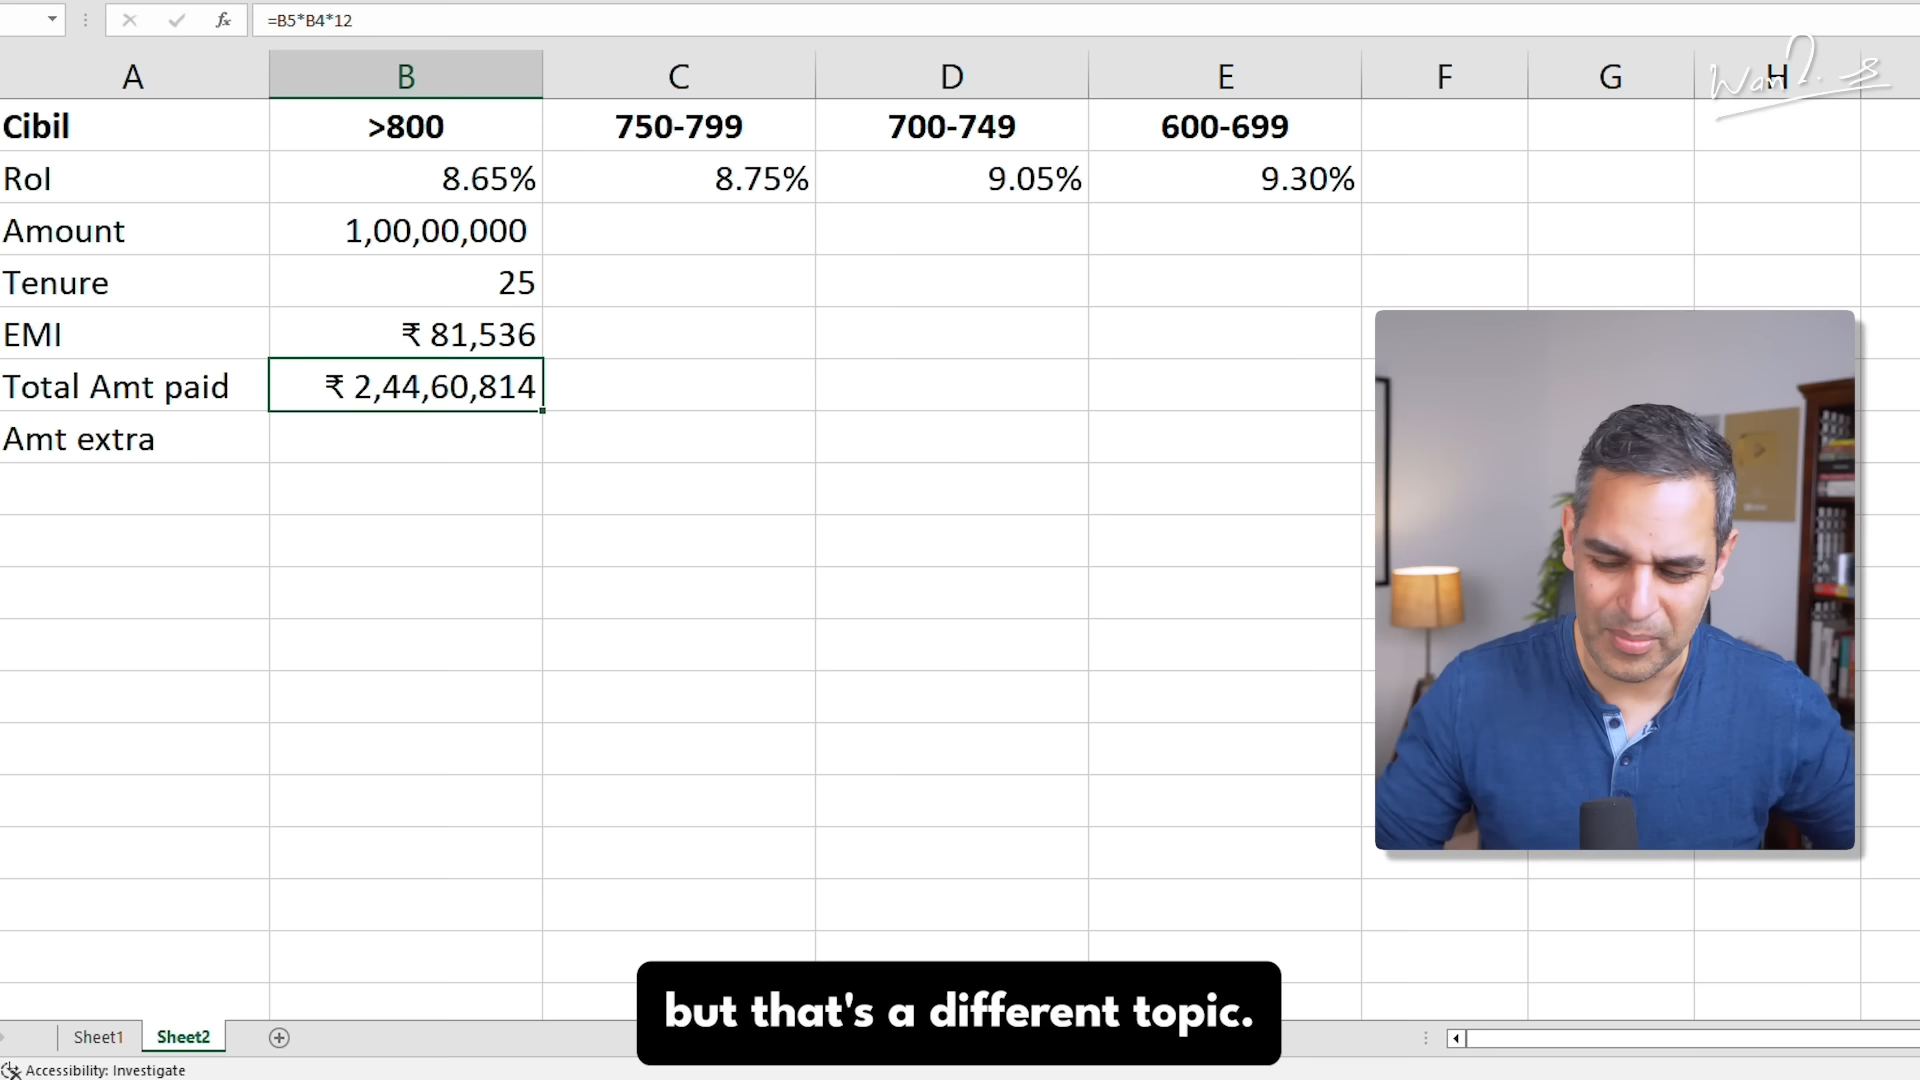 =B5*B4*12
A B C D E F G H
Cibil >800 750-799 700-749 600-699
RoI 8.65% 8.75% 9.05% 9.30%
Amount 1,00,00,000
Tenure 25
EMI ₹ 81,536
Total Amt paid ₹ 2,44,60,814
Amt extra
but that's a different topic.
Sheet1 Sheet2
Accessibility: Investigate